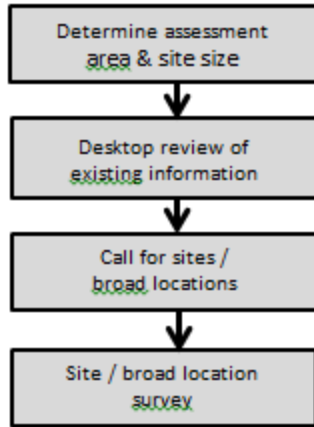 Determine assessment
area & site size
Desktop review of
existing information
Call for sites /
broad locations
Site / broad location
survey